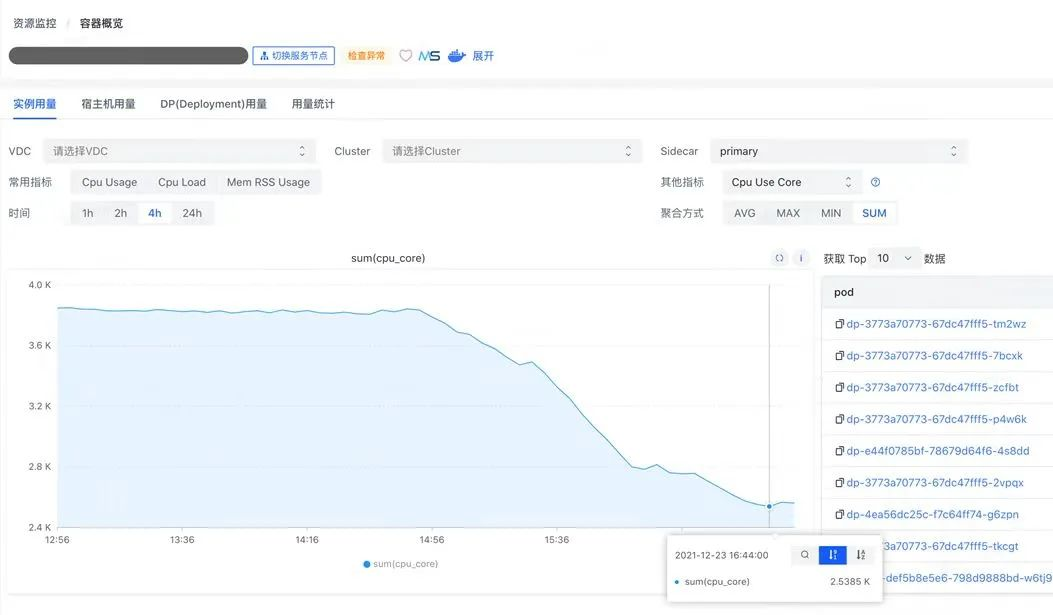 资源监控 / 容器概览
切换服务节点 检查异常 MS 展开
实例用量 宿主机用量 DP(Deployment)用量 用量统计
VDC 请选择VDC Cluster 请选择Cluster Sidecar primary
常用指标 Cpu Usage Cpu Load Mem RSS Usage 其他指标 Cpu Use Core
时间 1h 2h 4h 24h 聚合方式 AVG MAX MIN SUM
sum(cpu_core) 获取 Top 10 数据
4.0 K
3.6 K
3.2 K
2.8 K
2.4 K
12:56 13:36 14:16 14:56 15:36
sum(cpu_core)
2021-12-23 16:44:00
sum(cpu_core) 2.5385 K
pod
dp-3773a70773-67dc47fff5-tm2wz
dp-3773a70773-67dc47fff5-7bcxk
dp-3773a70773-67dc47fff5-zcfbt
dp-3773a70773-67dc47fff5-p4w6k
dp-e44f0785bf-78679d64f6-4s8dd
dp-3773a70773-67dc47fff5-2vpqx
dp-4ea56dc25c-f7c64ff74-g6zpn
3a70773-67dc47fff5-tkcgt
-def5b8e5e6-798d9888bd-w6tj9